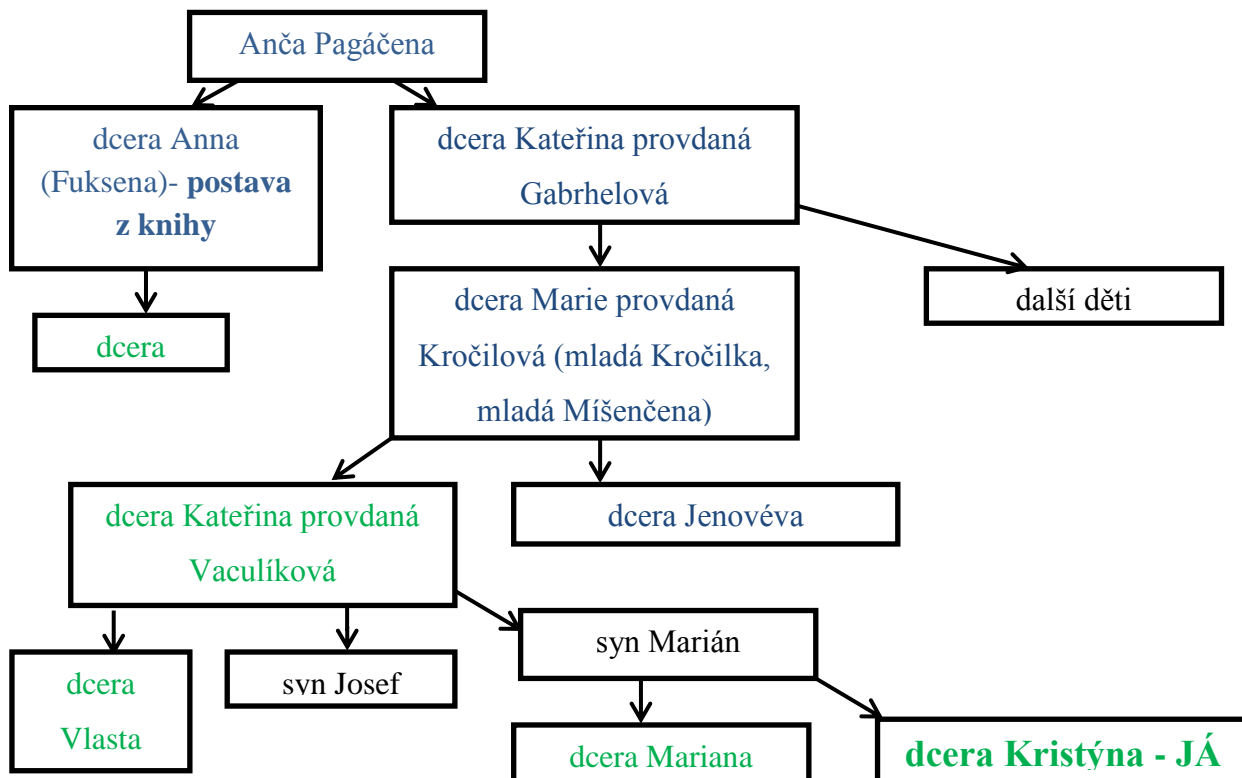 Anča Pagáčena
dcera Anna
(Fuksena)- postava
z knihy
dcera Kateřina provdaná
Gabrhelová
dcera
dcera Marie provdaná
Kročilová (mladá Kročilka,
mladá Míšenčena)
další děti
dcera Kateřina provdaná
Vaculíková
dcera Jenovéva
dcera
Vlasta
syn Josef
syn Marián
dcera Mariana
dcera Kristýna - JÁ